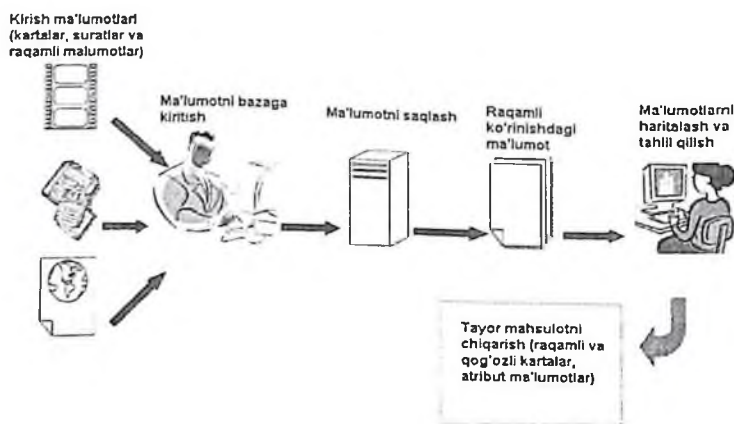 Kirish ma'lumotlari
(kartalar, suratlar va
raqamli malumotlar)
Ma'lumotni bazaga
kiritish
Ma'lumotni saqlash
Raqamli
ko'rinishdagi
ma'lumot
Ma'lumotlarni
haritalash va
tahlil qilish
Tayor mahsulotni
chiqarish (raqamli va
qog'ozli kartalar,
atribut ma'lumotlar)